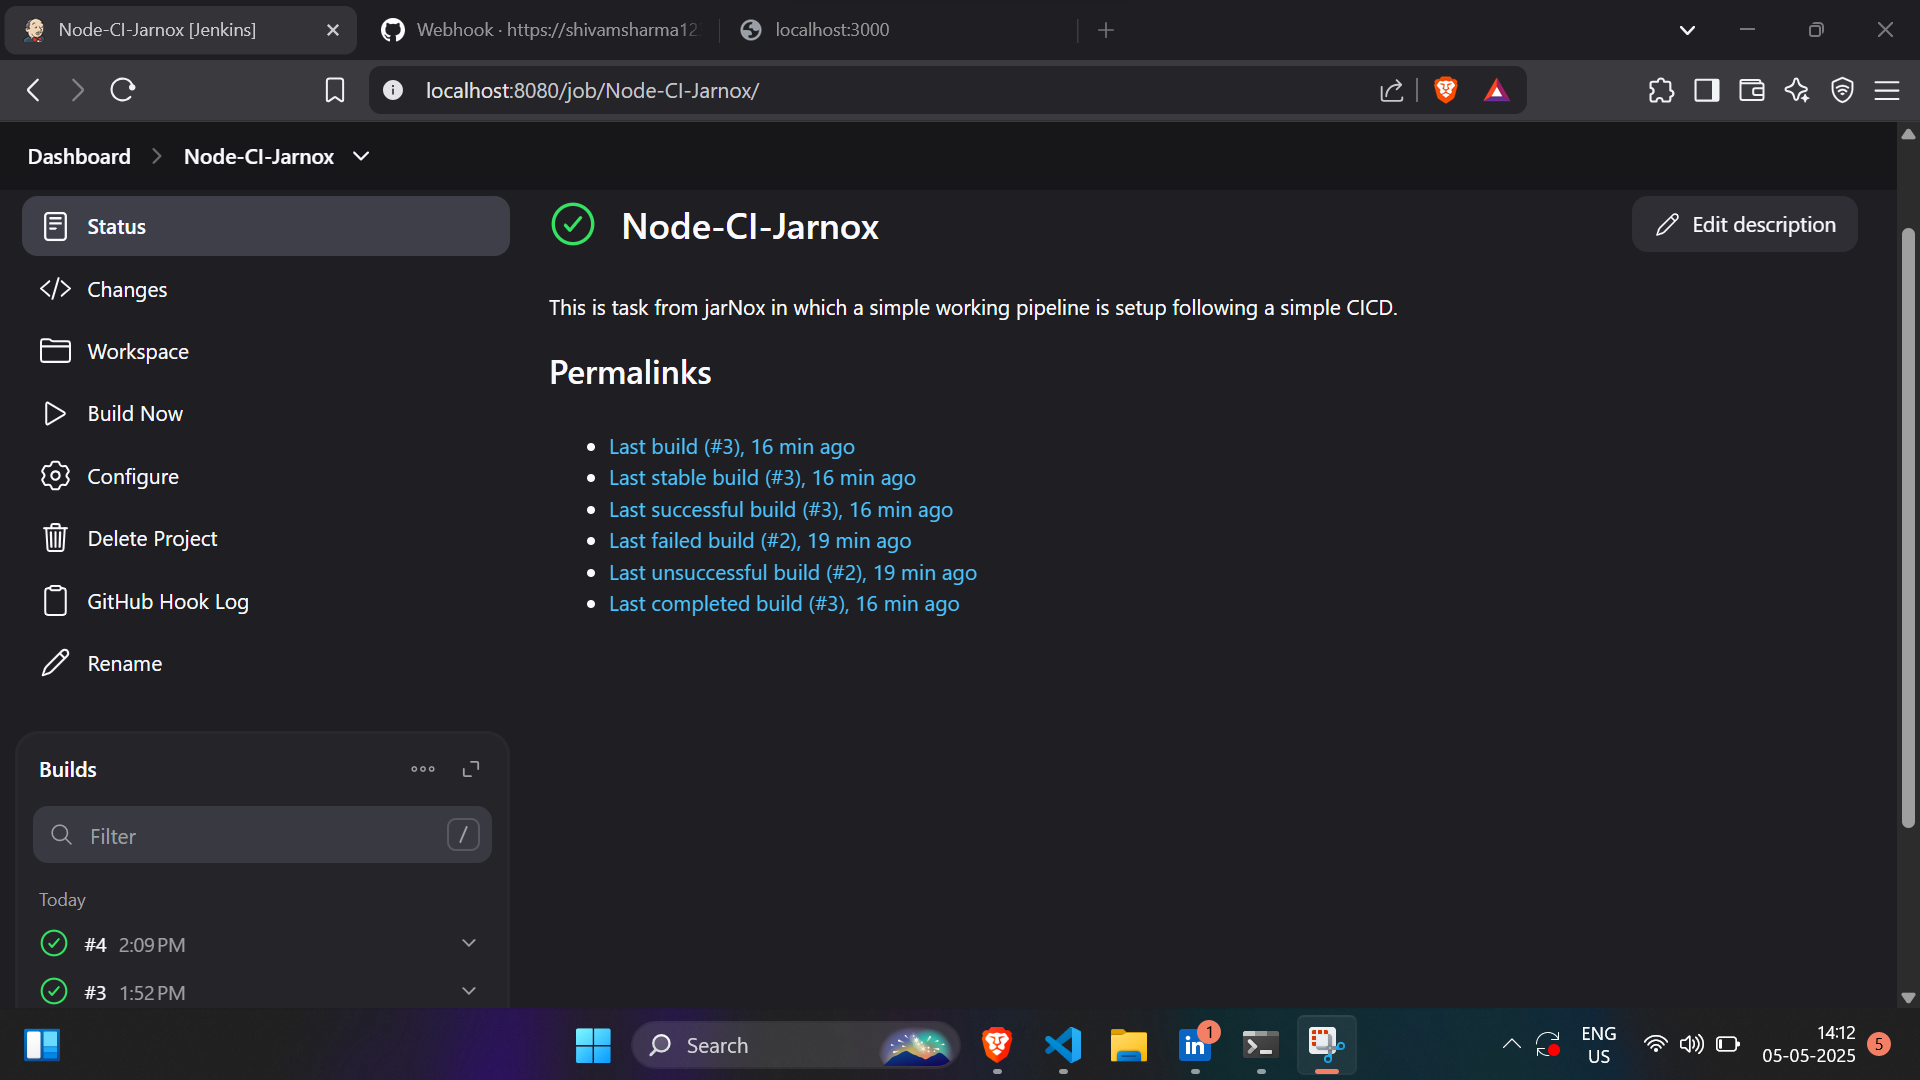 Node-CI-Jarnox [Jenkins]
Webhook · https://shivamsharma12
localhost:3000
localhost:8080/job/Node-CI-Jarnox/
Dashboard
Node-CI-Jarnox
Status
Changes
Workspace
Build Now
Configure
Delete Project
GitHub Hook Log
Rename
Node-CI-Jarnox
Edit description
This is task from jarNox in which a simple working pipeline is setup following a simple CICD.
Permalinks
Last build (#3), 16 min ago
Last stable build (#3), 16 min ago
Last successful build (#3), 16 min ago
Last failed build (#2), 19 min ago
Last unsuccessful build (#2), 19 min ago
Last completed build (#3), 16 min ago
Builds
Filter
/
Today
#4 2:09 PM
#3 1:52 PM
Search
in
1
ENG
US
14:12
05-05-2025
5